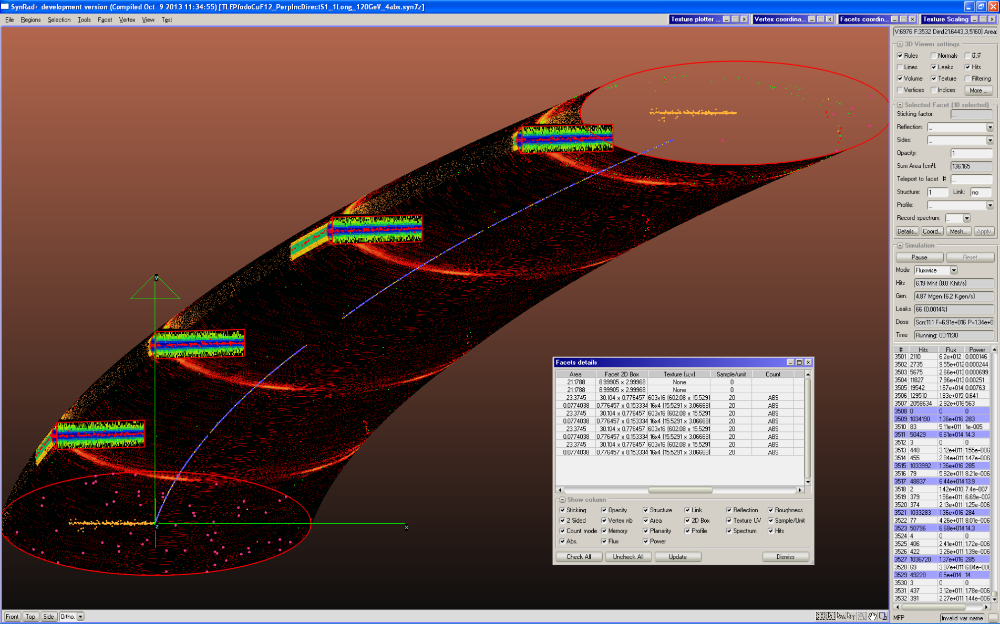 SynRad+ development version (Compiled Oct 9 2013 11:34:55) [TLEPfodoCuF12_PerpIncDirectS1_1Long_120GeV_4abs.syn7z]
File Regions Selection Tools Facet Vertex View Test
Texture plotter ... Vertex coordina... Facets coordin... Texture Scaling
V:6976 F:3532 Dim:(21.6443,3,5160) Area:
3D Viewer settings
Rules Normals u,v
Lines Leaks Hits
Volume Texture Filtering
Vertices Indices More ...
Selected Facet (10 selected)
Sticking factor: ...
Reflection: ...
Sides: ...
Opacity: 1
Sum Area (cm²): 136.165
Teleport to facet # ...
Structure: 1 Link: no
Profile: ...
Record spectrum: ...
Details... Coord... Mesh... Apply
Simulation
Pause Reset
Mode Fluxwise
Hits 6.19 Mhit (8.0 Khit/s)
Gen. 4.87 Mgen (6.2 Kgen/s)
Leaks 66 (0.0014%)
Dose Scn:111 F=6.91e+016 P=1.34e+0
Time Running: 00:11:30
# Hits Flux Power
3501 2110 6.2e+012 0.000146
3502 2735 9.55e+012 0.000244
3503 5675 2.66e+013 0.000699
3504 11827 7.96e+013 0.00251
3505 19542 1.67e+014 0.00763
3506 129510 1.83e+015 0.641
3507 2058634 2.92e+016 563
3508 0 0 0
3509 1034190 1.36e+016 283
3510 83 5.11e+011 1e-005
3511 50429 6.61e+014 14.3
3512 3 0 0
3513 440 3.12e+011 1.55e-006
3514 455 2.84e+011 1.47e-006
3515 1033992 1.36e+016 285
3516 79 5.82e+011 8.21e-006
3517 48837 6.44e+014 13.9
3518 2 1.42e+010 7.4e-007
3519 379 1.56e+011 6.69e-007
3520 374 2.13e+011 1.25e-006
3521 1033283 1.36e+016 284
3522 77 4.26e+011 8.01e-006
3523 50796 6.68e+014 14.3
3524 4 0 0
3525 406 2.41e+011 1.72e-006
3526 422 3.26e+011 1.39e-006
3527 1036720 1.37e+016 285
3528 69 3.97e+011 6.04e-006
3529 49228 6.5e+014 14
3530 3 0 0
3531 437 3.12e+011 1.78e-006
3532 391 2.27e+011 1.44e-006
y
z
x
Facets details
Area Facet 2D Box Texture (u,v) Sample/unit Count
21.1788 8.99905 x 2.99968 None 0
21.1788 8.99905 x 2.99968 None 0
23.3745 30.104 x 0.776457 603x16 (602.08 x 15.5291 20 ABS
0.0774038 0.776457 x 0.153334 16x4 (15.5291 x 3.06668) 20 ABS
23.3745 30.104 x 0.776457 603x16 (602.08 x 15.5291 20 ABS
0.0774038 0.776457 x 0.153334 16x4 (15.5291 x 3.06668) 20 ABS
23.3745 30.104 x 0.776457 603x16 (602.08 x 15.5291 20 ABS
0.0774038 0.776457 x 0.153334 16x4 (15.5291 x 3.06668) 20 ABS
23.3745 30.104 x 0.776457 603x16 (602.08 x 15.5291 20 ABS
0.0774038 0.776457 x 0.153334 16x4 (15.5291 x 3.06668) 20 ABS
Show column
Sticking Opacity Structure Link Reflection Roughness
2 Sided Vertex nb Area 2D Box Texture UV Sample/Unit
Count mode Memory Planarity Profile Spectrum Hits
Abs. Flux Power
Check All Uncheck All Update Dismiss
Front Top Side Ortho.
MFP Invalid var name ...